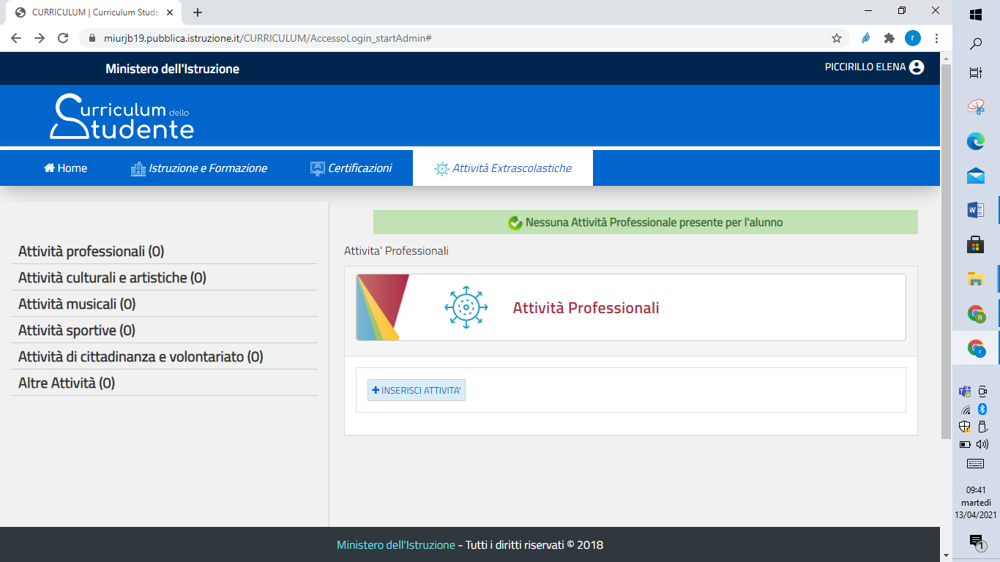 CURRICULUM | Curriculum Stude
miurjb19.pubblica.istruzione.it/CURRICULUM/AccessoLogin_startAdmin#
r
Ministero dell'Istruzione
PICCIRILLO ELENA
Curriculum dello
Studente
Home
Istruzione e Formazione
Certificazioni
Attività Extrascolastiche
Attività professionali (0)
Attività culturali e artistiche (0)
Attività musicali (0)
Attività sportive (0)
Attività di cittadinanza e volontariato (0)
Altre Attività (0)
Nessuna Attività Professionale presente per l'alunno
Attivita' Professionali
Attività Professionali
INSERISCI ATTIVITA'
Ministero dell'Istruzione - Tutti i diritti riservati © 2018
W
R
r
09:41
martedì
13/04/2021
1